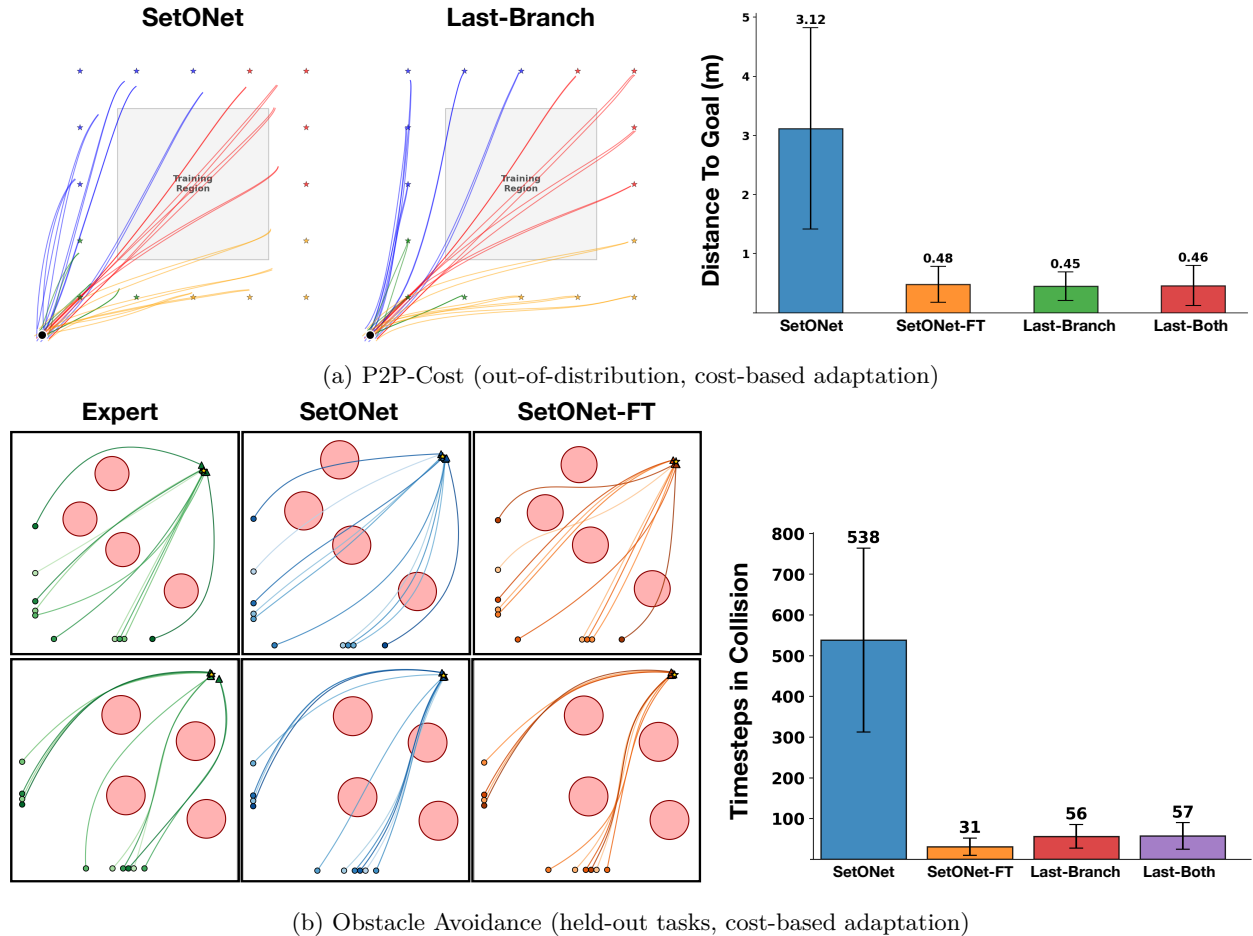 SetONet
Last-Branch
Training
Region
Training
Region
Distance To Goal (m)
5
4
3
2
1
3.12
0.48
0.45
0.46
SetONet
SetONet-FT
Last-Branch
Last-Both
(a) P2P-Cost (out-of-distribution, cost-based adaptation)
Expert
SetONet
SetONet-FT
Timesteps in Collision
800
700
600
500
400
300
200
100
538
31
56
57
SetONet
SetONet-FT
Last-Branch
Last-Both
(b) Obstacle Avoidance (held-out tasks, cost-based adaptation)